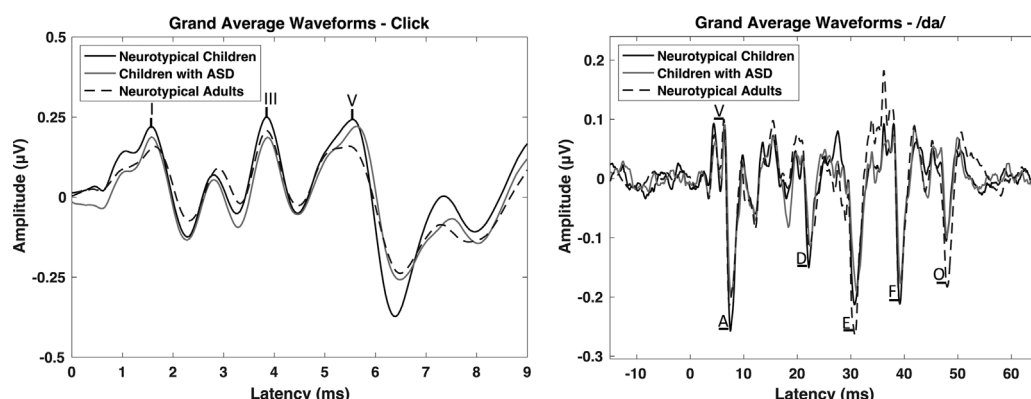 Grand Average Waveforms - Click
0.5
0.25
0
-0.25
-0.5
Amplitude (µV)
Neurotypical Children
Children with ASD
Neurotypical Adults
I
III
V
0 1 2 3 4 5 6 7 8 9
Latency (ms)
Grand Average Waveforms - /da/
0.2
0.1
0
-0.1
-0.2
-0.3
Amplitude (µV)
Neurotypical Children
Children with ASD
Neurotypical Adults
V
A
D
E
F
O
-10 0 10 20 30 40 50 60
Latency (ms)